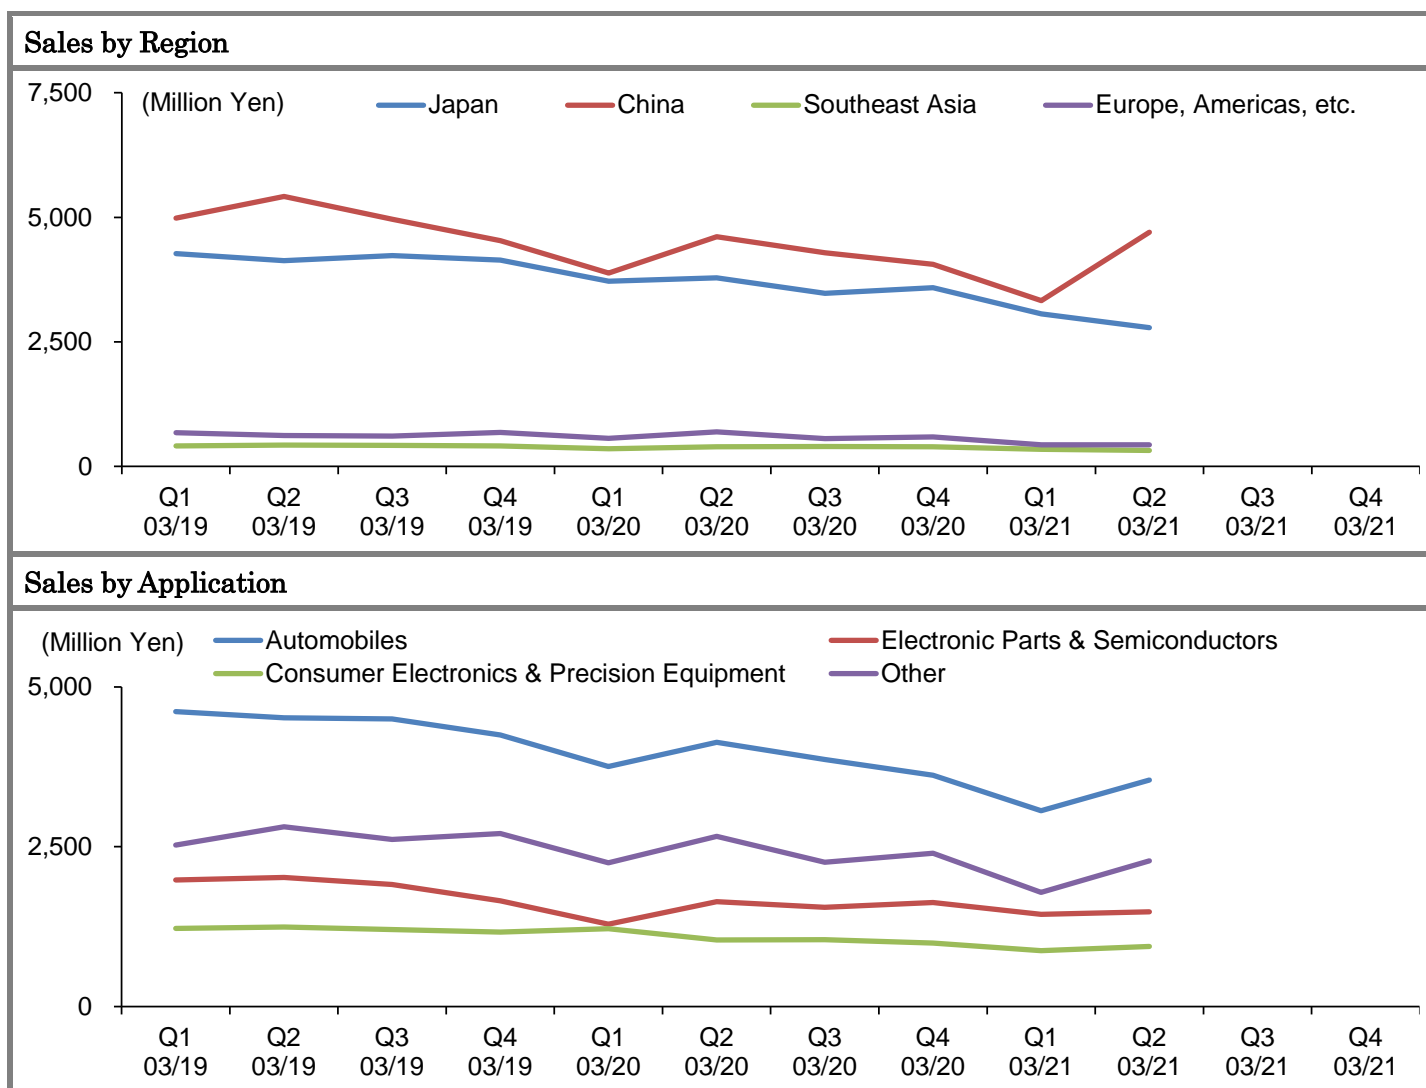 Sales by Region
7,500
(Million Yen)
Japan
China
Southeast Asia
Europe, Americas, etc.
5,000
2,500
0
Q1 Q2 Q3 Q4 Q1 Q2 Q3 Q4 Q1 Q2 Q3 Q4
03/19 03/19 03/19 03/19 03/20 03/20 03/20 03/20 03/21 03/21 03/21 03/21
Sales by Application
(Million Yen)
Automobiles
Electronic Parts & Semiconductors
Consumer Electronics & Precision Equipment
Other
5,000
2,500
0
Q1 Q2 Q3 Q4 Q1 Q2 Q3 Q4 Q1 Q2 Q3 Q4
03/19 03/19 03/19 03/19 03/20 03/20 03/20 03/20 03/21 03/21 03/21 03/21